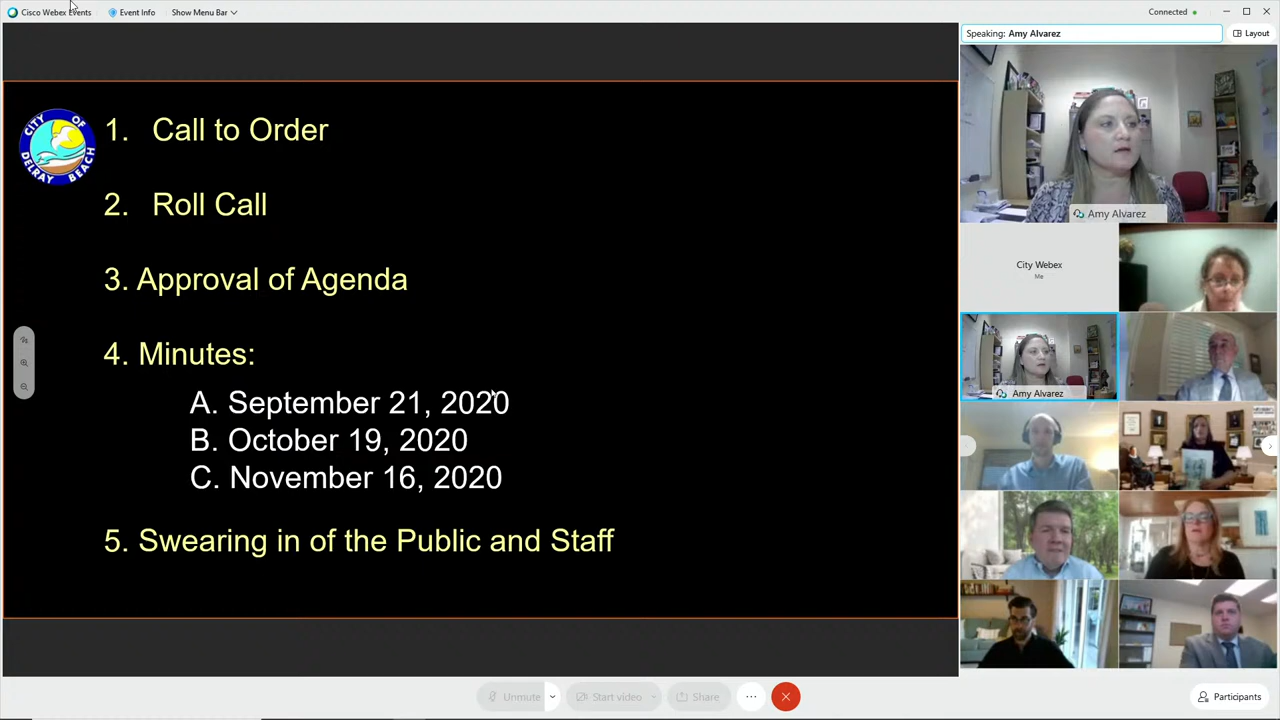 Cisco Webex Events
Event Info
Show Menu Bar
Connected
Speaking: Amy Alvarez
Layout
CITY OF
DELRAY BEACH
1. Call to Order
2. Roll Call
3. Approval of Agenda
4. Minutes:
A. September 21, 2020
B. October 19, 2020
C. November 16, 2020
5. Swearing in of the Public and Staff
Amy Alvarez
City Webex
Me
Amy Alvarez
Unmute
Start video
Share
Participants